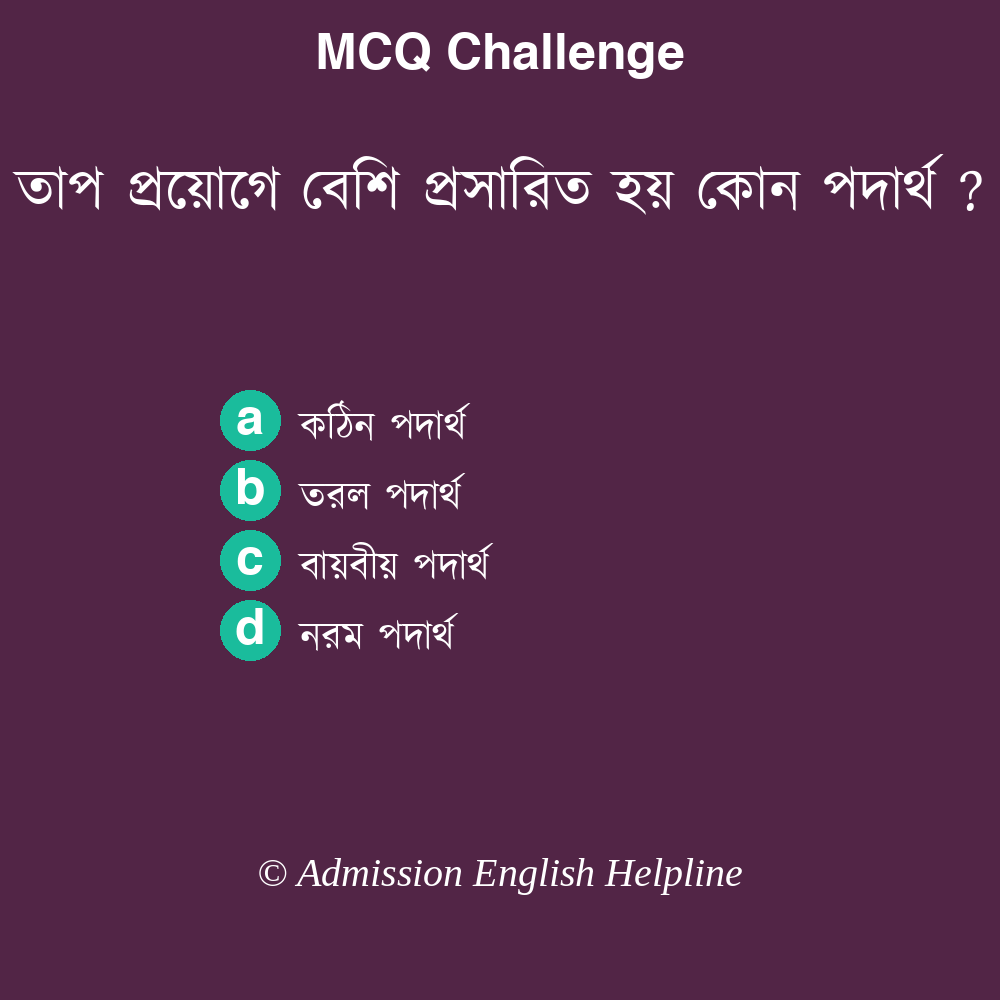 MCQ Challenge
তাপ প্রয়োগে বেশি প্রসারিত হয় কোন পদার্থ ?
a কঠিন পদার্থ
b তরল পদার্থ
c বায়বীয় পদার্থ
d নরম পদার্থ
© Admission English Helpline